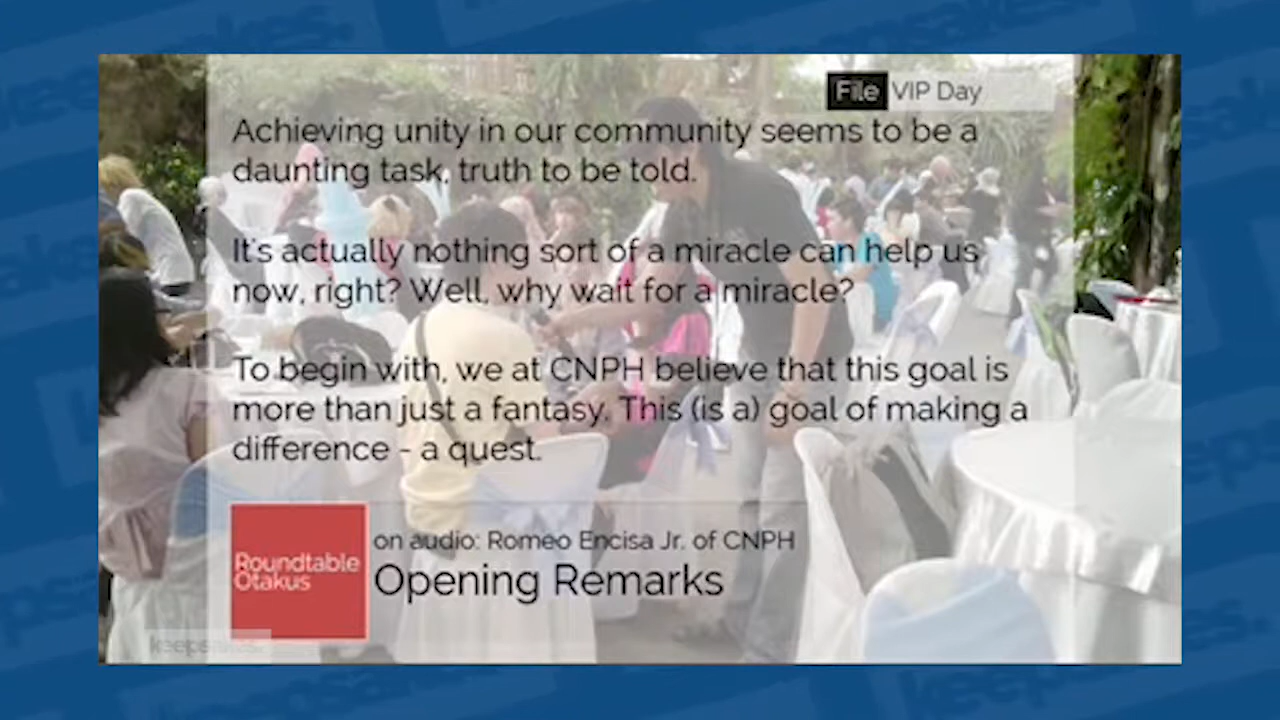 File VIP Day
Achieving unity in our community seems to be a
daunting task, truth to be told.
It's actually nothing sort of a miracle can help us
now, right? Well, why wait for a miracle?
To begin with, we at CNPH believe that this goal is
more than just a fantasy. This (is a) goal of making a
difference - a quest.
on audio: Romeo Encisa Jr. of CNPH
Roundtable
Otakus
Opening Remarks
keepsakes.